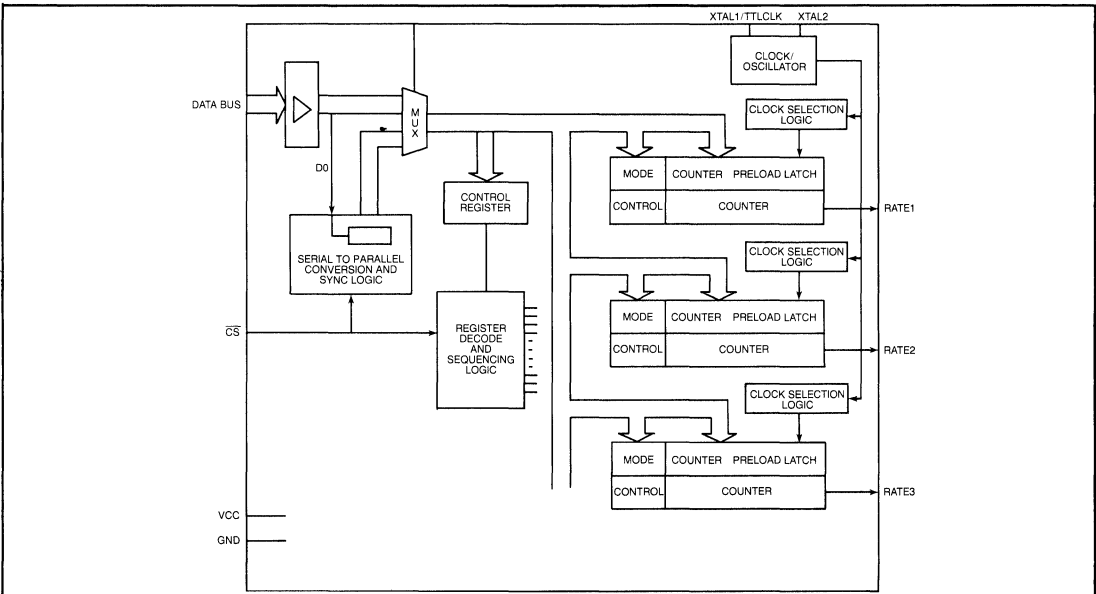 XTAL1/TTLCLK XTAL2
CLOCK/
OSCILLATOR
DATA BUS
MUX
CLOCK SELECTION
LOGIC
D0
MODE COUNTER PRELOAD LATCH
CONTROL COUNTER
RATE1
CONTROL
REGISTER
SERIAL TO PARALLEL
CONVERSION AND
SYNC LOGIC
CLOCK SELECTION
LOGIC
MODE COUNTER PRELOAD LATCH
CONTROL COUNTER
RATE2
CS
REGISTER
DECODE
AND
SEQUENCING
LOGIC
CLOCK SELECTION
LOGIC
MODE COUNTER PRELOAD LATCH
CONTROL COUNTER
RATE3
VCC
GND